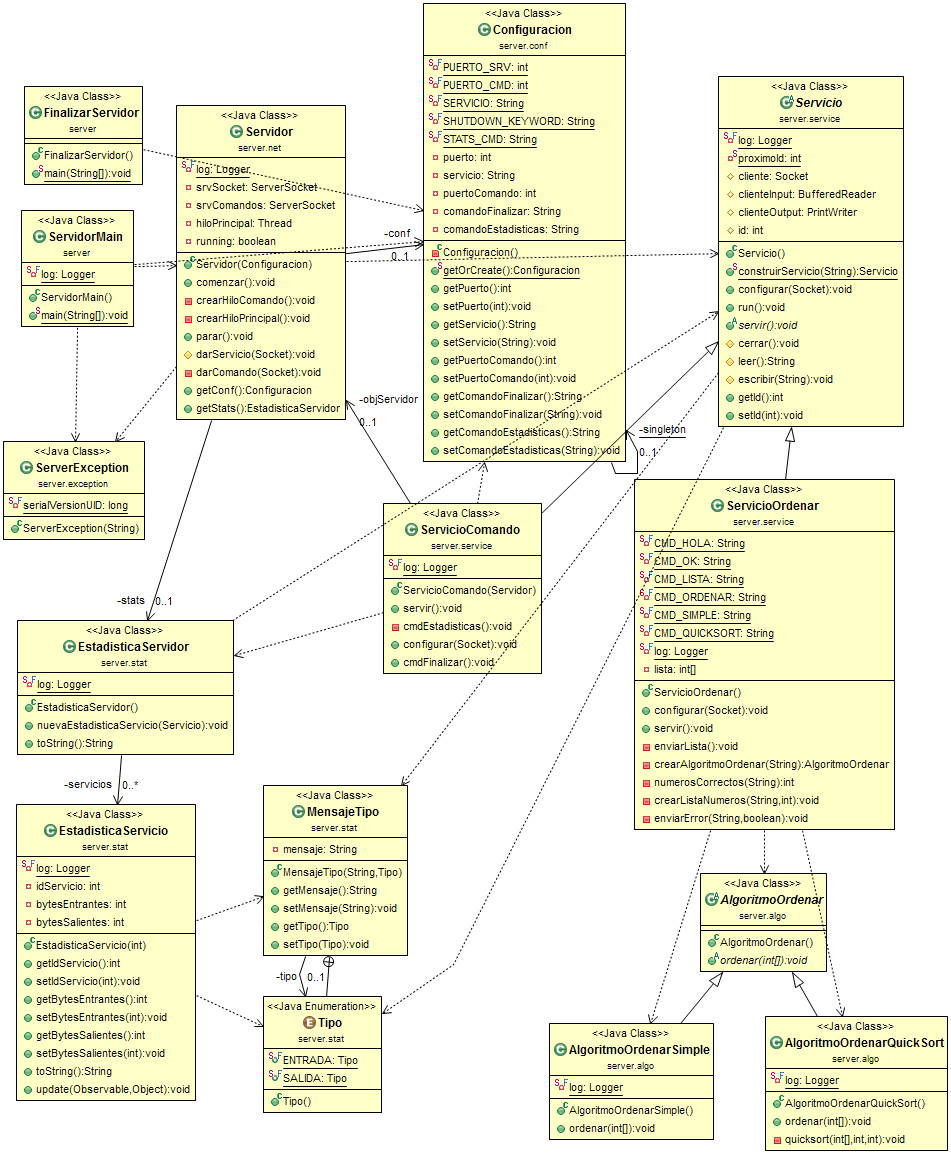 <<Java Class>>
Configuracion
server.conf
PUERTO_SRV: int
PUERTO_CMD: int
SERVICIO: String
SHUTDOWN_KEYWORD: String
STATS_CMD: String
puerto: int
servicio: String
puertoComando: int
comandoFinalizar: String
comandoEstadisticas: String
Configuracion()
getOrCreate():Configuracion
getPuerto():int
setPuerto(int):void
getServicio():String
setServicio(String):void
getPuertoComando():int
setPuertoComando(int):void
getComandoFinalizar():String
setComandoFinalizar(String):void
getComandoEstadisticas():String
setComandoEstadisticas(String):void
<<Java Class>>
FinalizarServidor
server
FinalizarServidor()
main(String[]):void
<<Java Class>>
Servidor
server.net
log: Logger
srvSocket: ServerSocket
srvComandos: ServerSocket
hiloPrincipal: Thread
running: boolean
Servidor(Configuracion)
comenzar():void
crearHiloComando():void
crearHiloPrincipal():void
parar():void
darServicio(Socket):void
darComando(Socket):void
getConf():Configuracion
getStats():EstadisticaServidor
<<Java Class>>
Servicio
server.service
log: Logger
proximoId: int
cliente: Socket
clienteInput: BufferedReader
clienteOutput: PrintWriter
id: int
Servicio()
construirServicio(String):Servicio
configurar(Socket):void
run():void
servir():void
cerrar():void
leer():String
escribir(String):void
getId():int
setId(int):void
<<Java Class>>
ServidorMain
server
log: Logger
ServidorMain()
main(String[]):void
-conf
0..1
-objServidor
0..1
-singleton
0..1
<<Java Class>>
ServerException
server.exception
serialVersionUID: long
ServerException(String)
<<Java Class>>
ServicioComando
server.service
log: Logger
ServicioComando(Servidor)
servir():void
cmdEstadisticas():void
configurar(Socket):void
cmdFinalizar():void
<<Java Class>>
ServicioOrdenar
server.service
CMD_HOLA: String
CMD_OK: String
CMD_LISTA: String
CMD_ORDENAR: String
CMD_SIMPLE: String
CMD_QUICKSORT: String
log: Logger
lista: int[]
ServicioOrdenar()
configurar(Socket):void
servir():void
enviarLista():void
crearAlgoritmoOrdenar(String):AlgoritmoOrdenar
numerosCorrectos(String):int
crearListaNumeros(String,int):void
enviarError(String,boolean):void
-stats
0..1
<<Java Class>>
EstadisticaServidor
server.stat
log: Logger
EstadisticaServidor()
nuevaEstadisticaServicio(Servicio):void
toString():String
-servicios
0..*
<<Java Class>>
EstadisticaServicio
server.stat
log: Logger
idServicio: int
bytesEntrantes: int
bytesSalientes: int
EstadisticaServicio(int)
getIdServicio():int
setIdServicio(int):void
getBytesEntrantes():int
setBytesEntrantes(int):void
getBytesSalientes():int
setBytesSalientes(int):void
toString():String
update(Observable,Object):void
<<Java Class>>
MensajeTipo
server.stat
mensaje: String
MensajeTipo(String,Tipo)
getMensaje():String
setMensaje(String):void
getTipo():Tipo
setTipo(Tipo):void
-tipo
0..1
<<Java Enumeration>>
Tipo
server.stat
ENTRADA: Tipo
SALIDA: Tipo
Tipo()
<<Java Class>>
AlgoritmoOrdenar
server.algo
AlgoritmoOrdenar()
ordenar(int[]):void
<<Java Class>>
AlgoritmoOrdenarSimple
server.algo
log: Logger
AlgoritmoOrdenarSimple()
ordenar(int[]):void
<<Java Class>>
AlgoritmoOrdenarQuickSort
server.algo
log: Logger
AlgoritmoOrdenarQuickSort()
ordenar(int[]):void
quicksort(int[],int,int):void